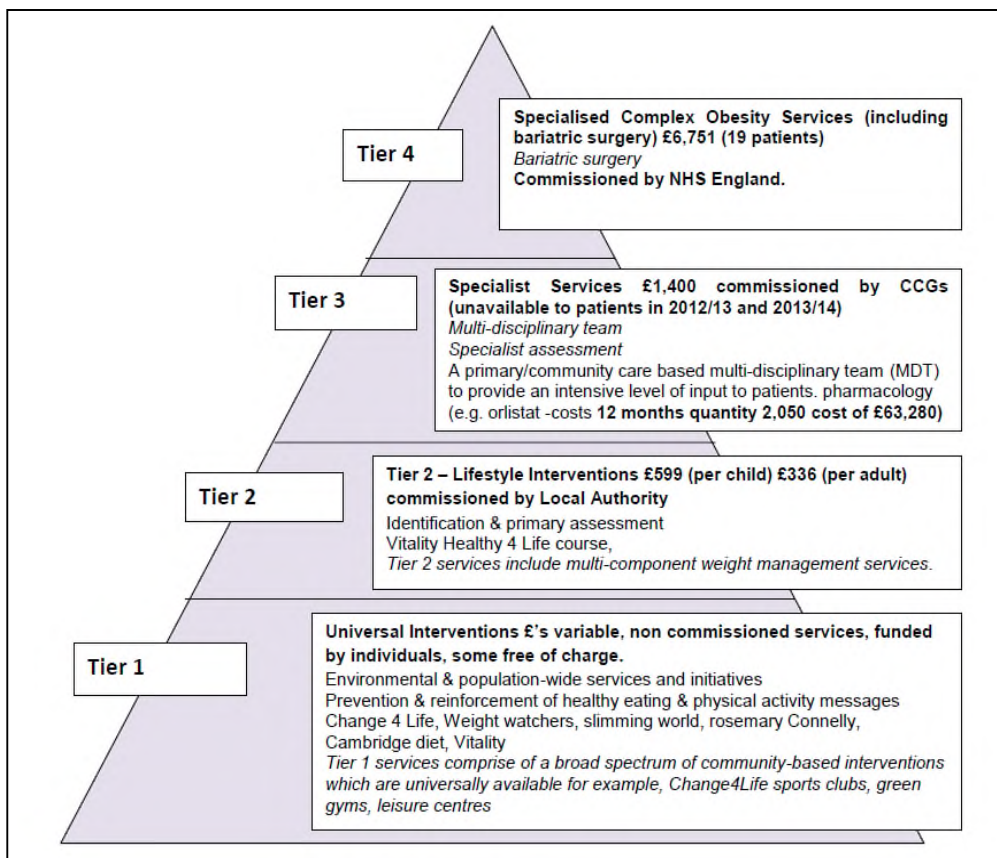 Tier 4
Specialised Complex Obesity Services (including
bariatric surgery) £6,751 (19 patients)
Bariatric surgery
Commissioned by NHS England.
Tier 3
Specialist Services £1,400 commissioned by CCGs
(unavailable to patients in 2012/13 and 2013/14)
Multi-disciplinary team
Specialist assessment
A primary/community care based multi-disciplinary team (MDT)
to provide an intensive level of input to patients. pharmacology
(e.g. orlistat -costs 12 months quantity 2,050 cost of £63,280)
Tier 2
Tier 2 – Lifestyle Interventions £599 (per child) £336 (per adult)
commissioned by Local Authority
Identification & primary assessment
Vitality Healthy 4 Life course,
Tier 2 services include multi-component weight management services.
Tier 1
Universal Interventions £'s variable, non commissioned services, funded
by individuals, some free of charge.
Environmental & population-wide services and initiatives
Prevention & reinforcement of healthy eating & physical activity messages
Change 4 Life, Weight watchers, slimming world, rosemary Connelly,
Cambridge diet, Vitality
Tier 1 services comprise of a broad spectrum of community-based interventions
which are universally available for example, Change4Life sports clubs, green
gyms, leisure centres